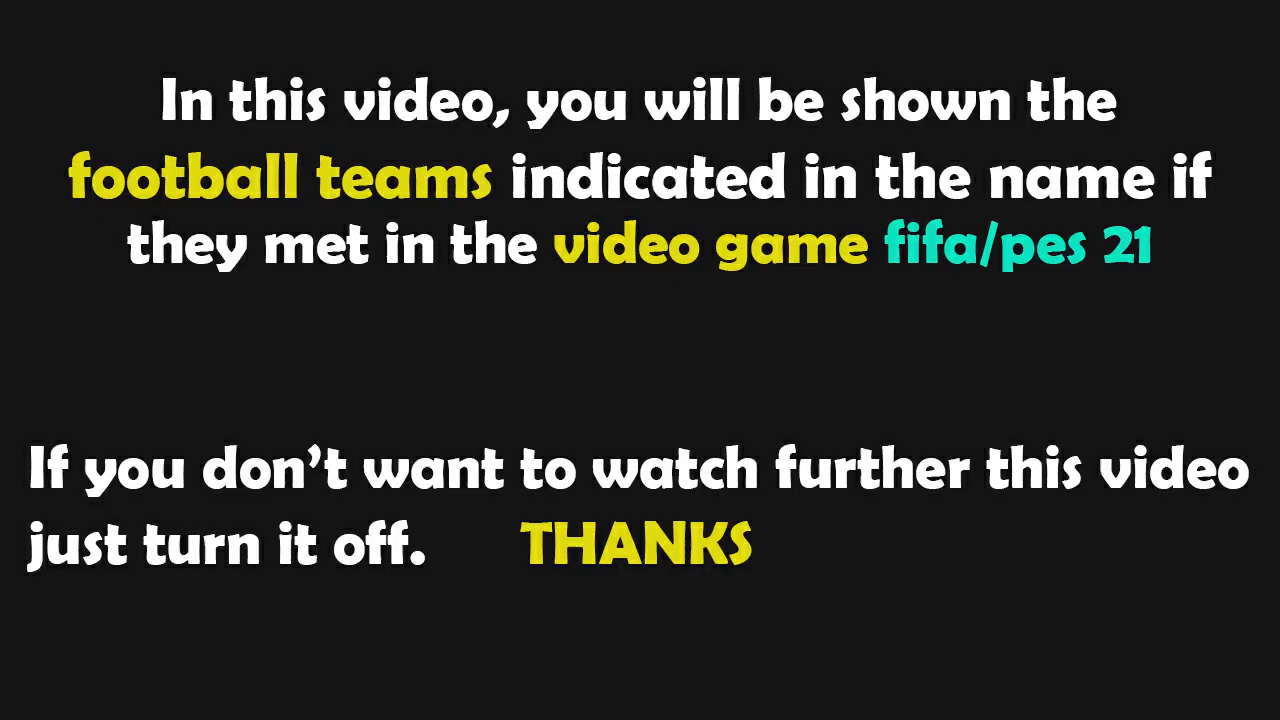 In this video, you will be shown the
football teams indicated in the name if
they met in the video game fifa/pes 21
If you don't want to watch further this video
just turn it off. THANKS